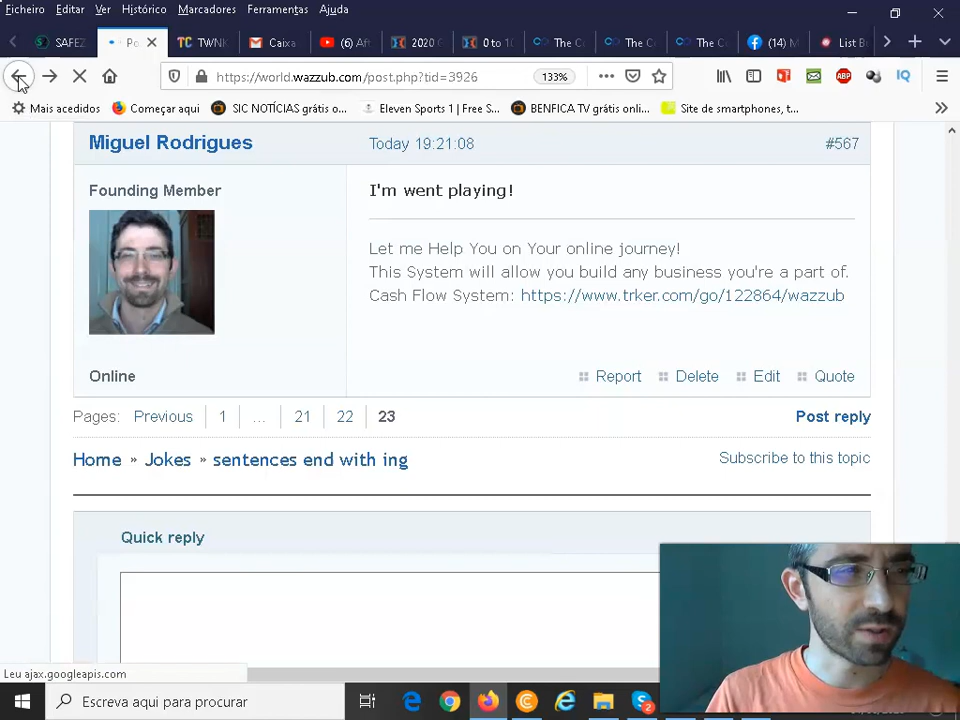 Ficheiro Editar Ver Histórico Marcadores Ferramentas Ajuda
SAFEZ Po TWNK Caixa (6) Af 2020 0 to 10 The C The C The C (14) M List B
https://world.wazzub.com/post.php?tid=3926 133%
Mais acedidos Começar aqui SIC NOTÍCIAS grátis o... Eleven Sports 1 | Free S... BENFICA TV grátis onli... Site de smartphones, t...
Miguel Rodrigues Today 19:21:08 #567
Founding Member I'm went playing!
Let me Help You on Your online journey!
This System will allow you build any business you're a part of.
Cash Flow System: https://www.trker.com/go/122864/wazzub
Online Report Delete Edit Quote
Pages: Previous 1 ... 21 22 23 Post reply
Home » Jokes » sentences end with ing Subscribe to this topic
Quick reply
Leu ajax.googleapis.com
Escreva aqui para procurar